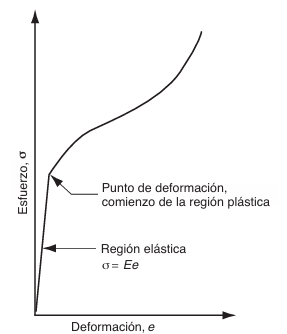 Esfuerzo, σ
Punto de deformación,
comienzo de la región plástica
Región elástica
σ = Ee
Deformación, e